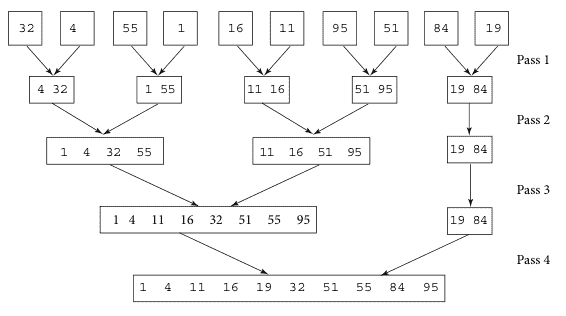 32 4 55 1 16 11 95 51 84 19
Pass 1
4 32 1 55 11 16 51 95 19 84
Pass 2
1 4 32 55 11 16 51 95 19 84
Pass 3
1 4 11 16 32 51 55 95 19 84
Pass 4
1 4 11 16 19 32 51 55 84 95